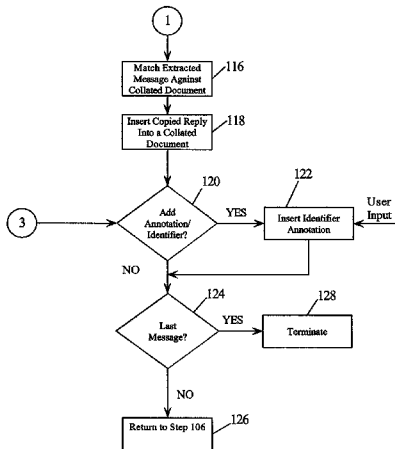 1
Match Extracted
Message Against
Collated Document
116
Insert Copied Reply
Into a Collated
Document
118
3
Add
Annotation/
Identifier?
120
YES
Insert Identifier
Annotation
122
User
Input
NO
Last
Message?
124
YES
Terminate
128
NO
Return to Step 106
126